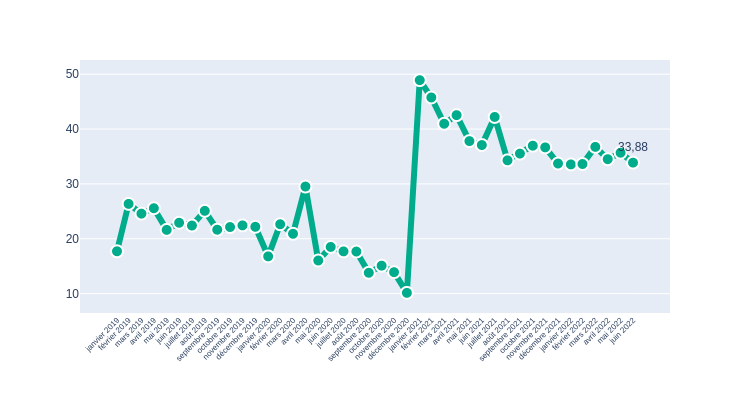 50
40
30
20
10
33,88
janvier 2019
février 2019
mars 2019
avril 2019
mai 2019
juin 2019
juillet 2019
août 2019
septembre 2019
octobre 2019
novembre 2019
décembre 2019
janvier 2020
février 2020
mars 2020
avril 2020
mai 2020
juin 2020
juillet 2020
août 2020
septembre 2020
octobre 2020
novembre 2020
décembre 2020
janvier 2021
février 2021
mars 2021
avril 2021
mai 2021
juin 2021
juillet 2021
août 2021
septembre 2021
octobre 2021
novembre 2021
décembre 2021
janvier 2022
février 2022
mars 2022
avril 2022
mai 2022
juin 2022